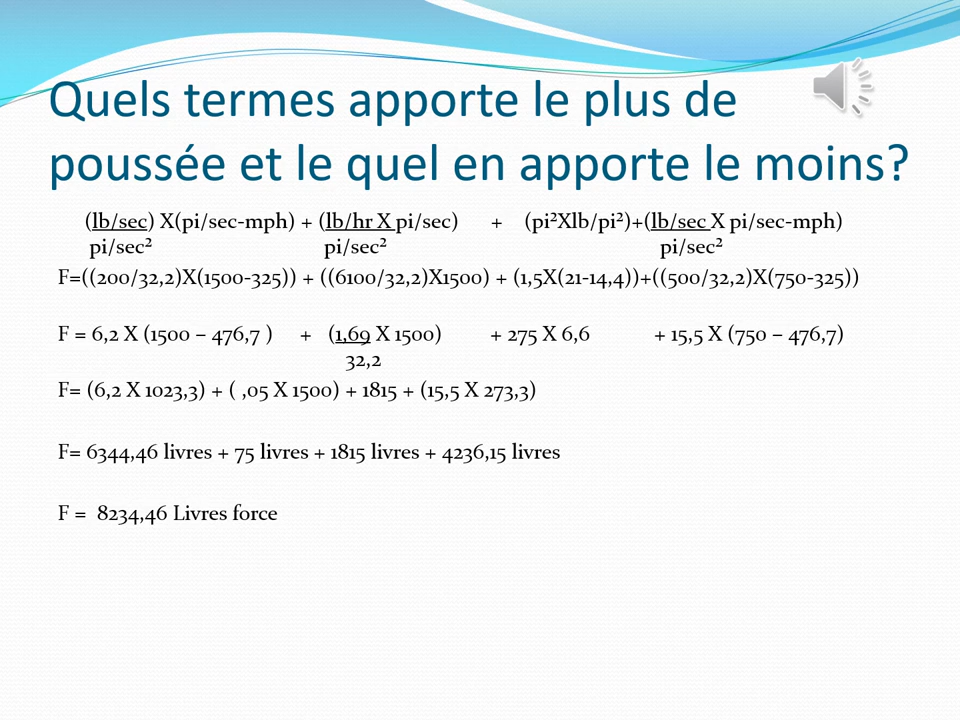 Quels termes apporte le plus de
poussée et le quel en apporte le moins?
(lb/sec) X(pi/sec-mph) + (lb/hr X pi/sec) + (pi²Xlb/pi²)+(lb/sec X pi/sec-mph)
pi/sec² pi/sec² pi/sec²
F=((200/32,2)X(1500-325)) + ((6100/32,2)X1500) + (1,5X(21-14,4))+((500/32,2)X(750-325))
F = 6,2 X (1500 – 476,7 ) + (1,69 X 1500) + 275 X 6,6 + 15,5 X (750 – 476,7)
32,2
F= (6,2 X 1023,3) + ( ,05 X 1500) + 1815 + (15,5 X 273,3)
F= 6344,46 livres + 75 livres + 1815 livres + 4236,15 livres
F = 8234,46 Livres force